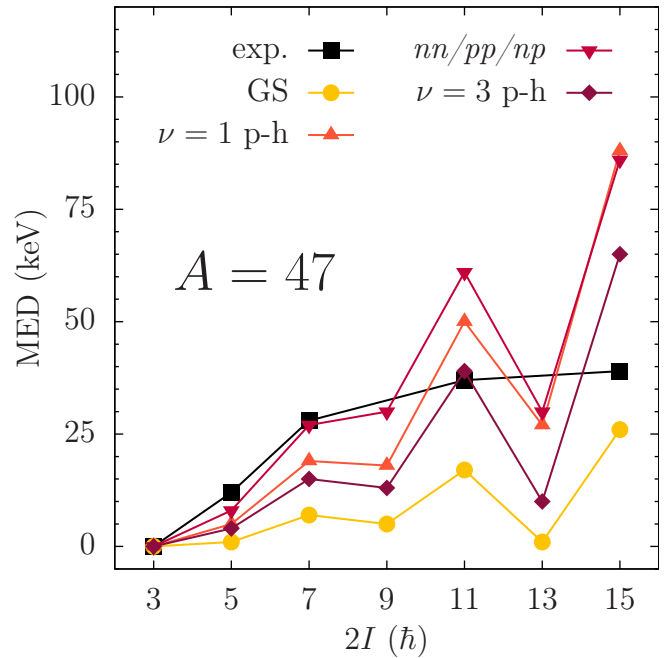 exp.
GS
ν = 1 p-h
nn/pp/np
ν = 3 p-h
A = 47
MED (keV)
100
75
50
25
0
3 5 7 9 11 13 15
2I (ħ)